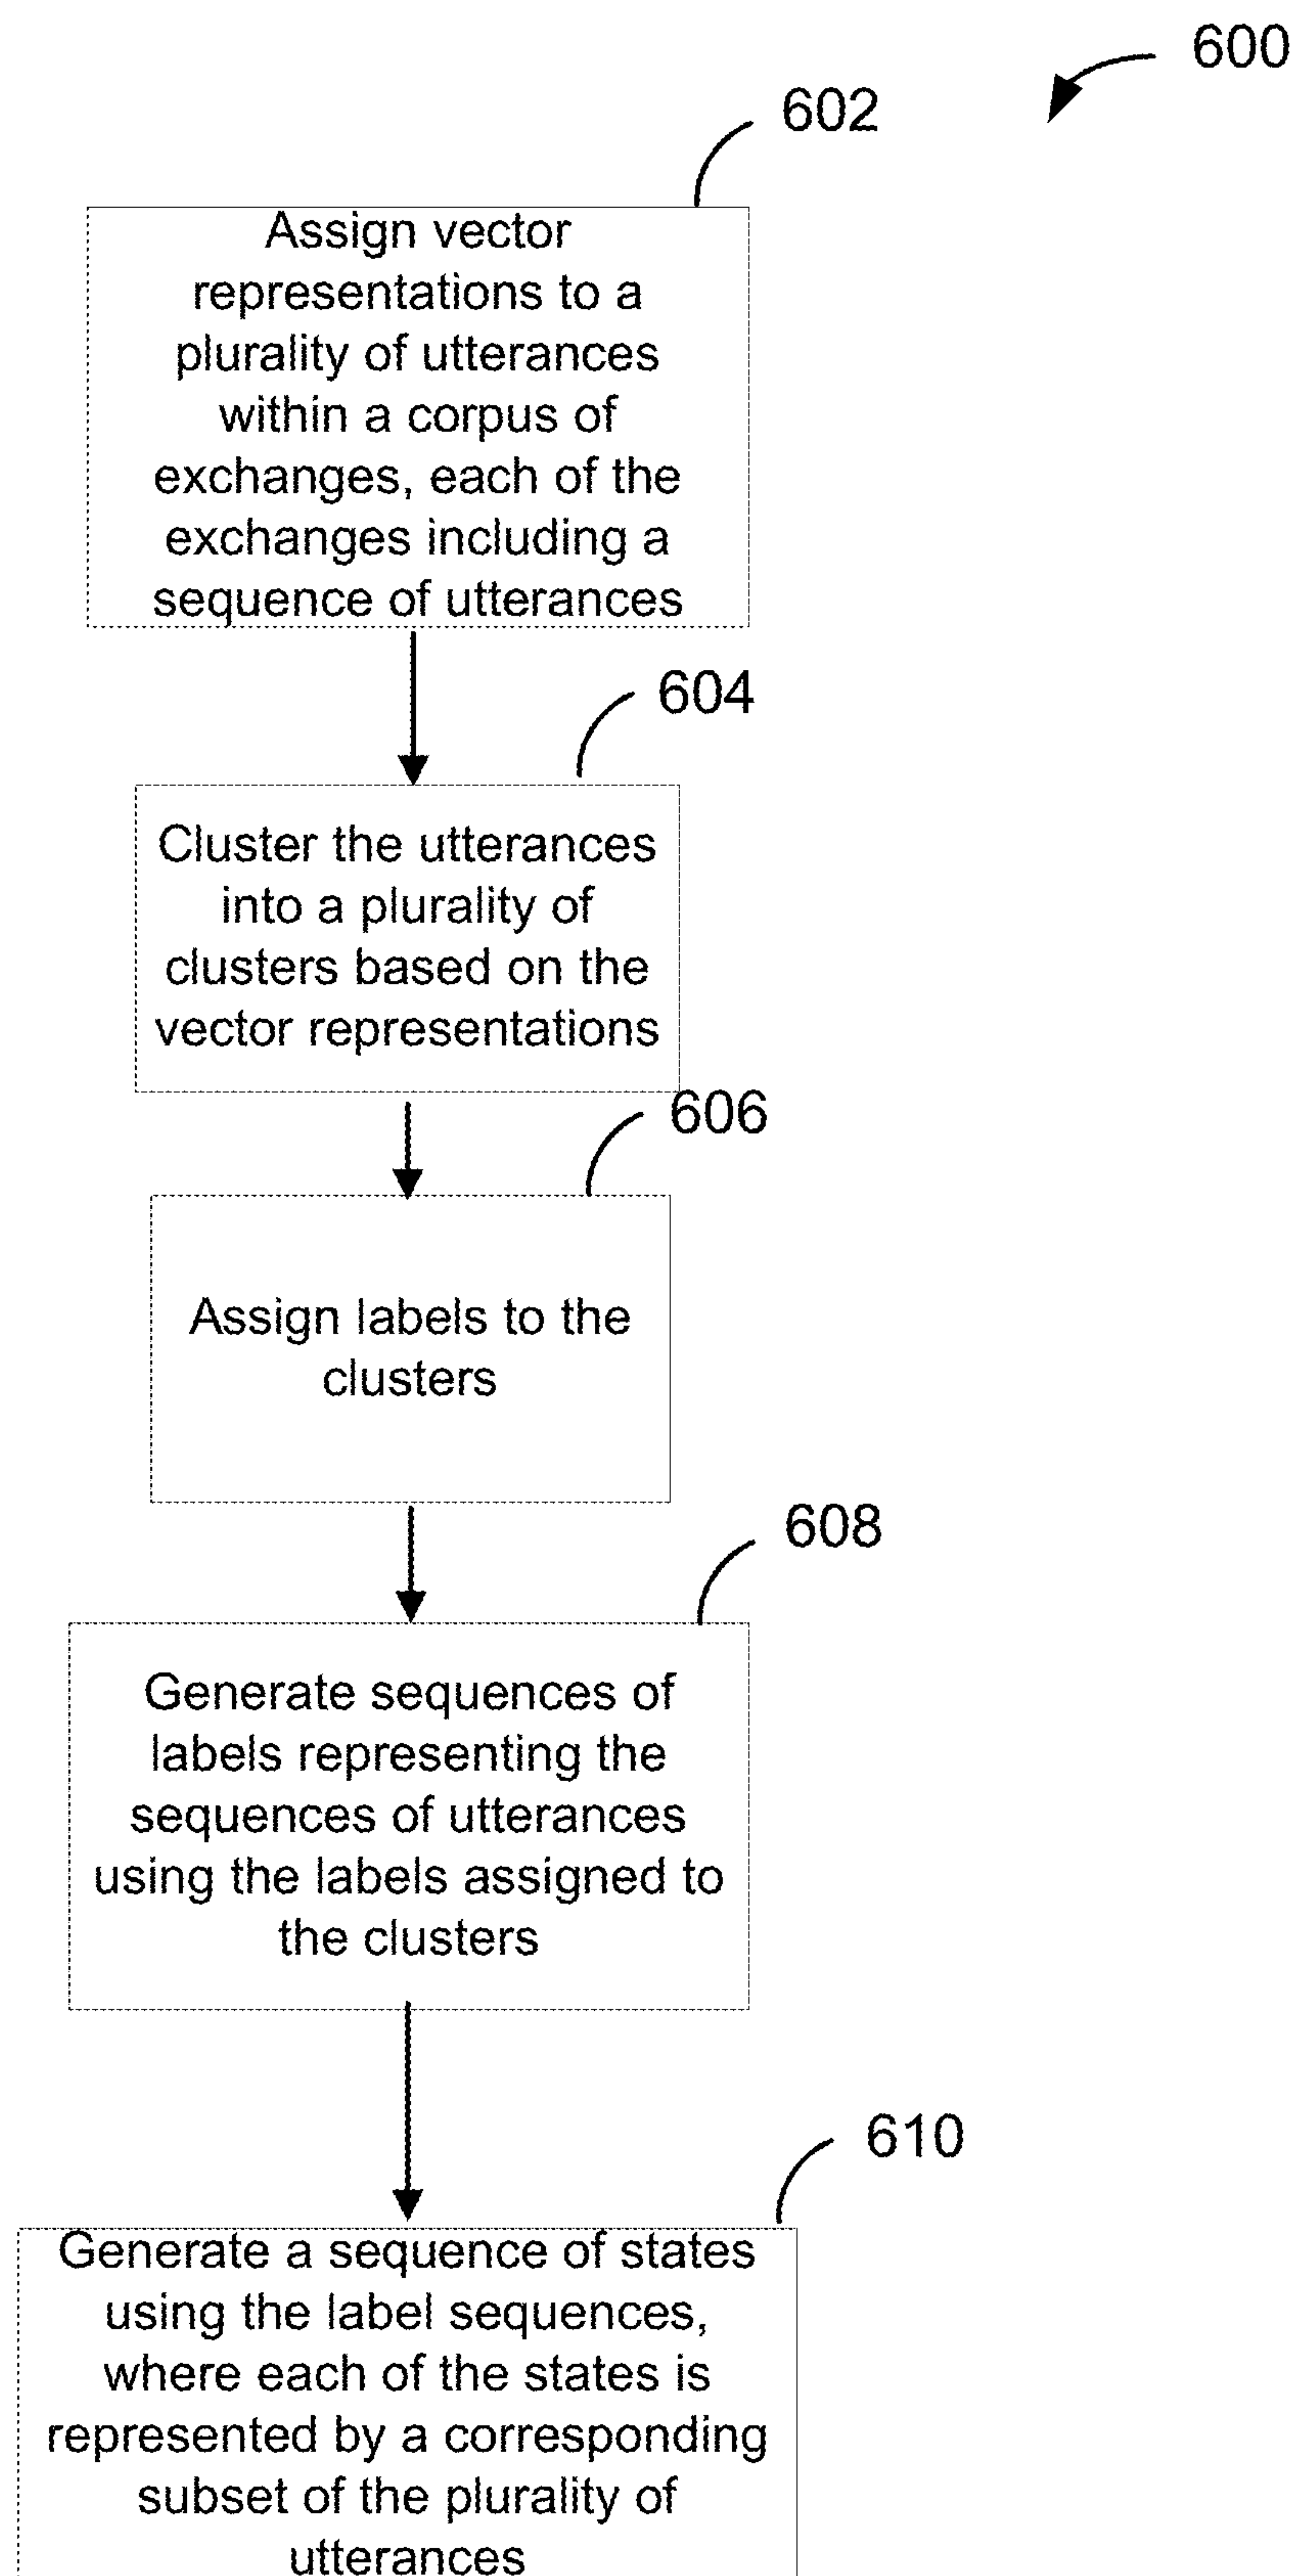 600
602
Assign vector
representations to a
plurality of utterances
within a corpus of
exchanges, each of the
exchanges including a
sequence of utterances
604
Cluster the utterances
into a plurality of
clusters based on the
vector representations
606
Assign labels to the
clusters
608
Generate sequences of
labels representing the
sequences of utterances
using the labels assigned to
the clusters
610
Generate a sequence of states
using the label sequences,
where each of the states is
represented by a corresponding
subset of the plurality of
utterances